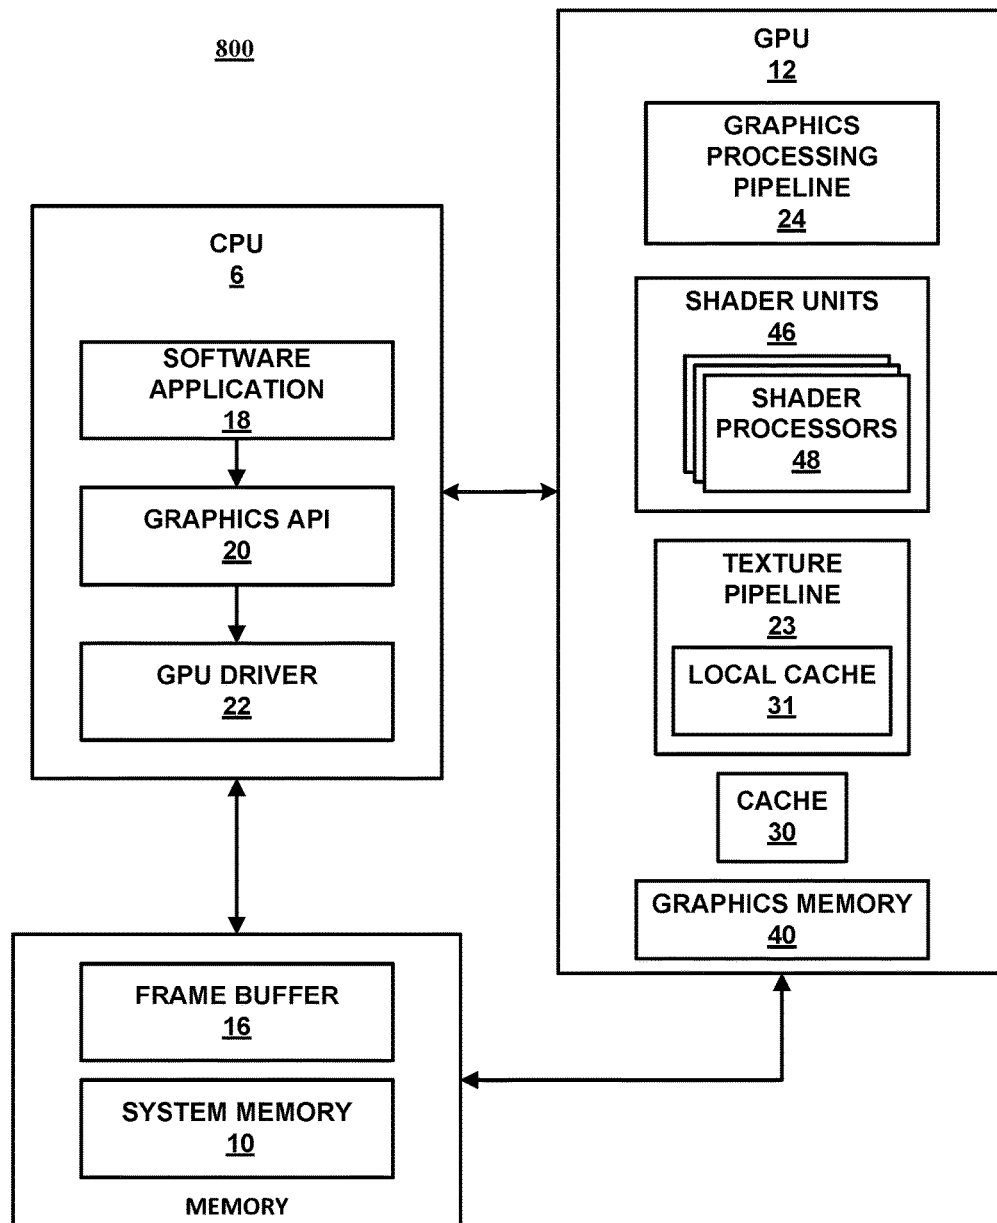 800
GPU
12
GRAPHICS
PROCESSING
PIPELINE
24
CPU
6
SHADER UNITS
46
SOFTWARE
APPLICATION
18
SHADER
PROCESSORS
48
GRAPHICS API
20
TEXTURE
PIPELINE
23
GPU DRIVER
22
LOCAL CACHE
31
CACHE
30
GRAPHICS MEMORY
40
FRAME BUFFER
16
SYSTEM MEMORY
10
MEMORY